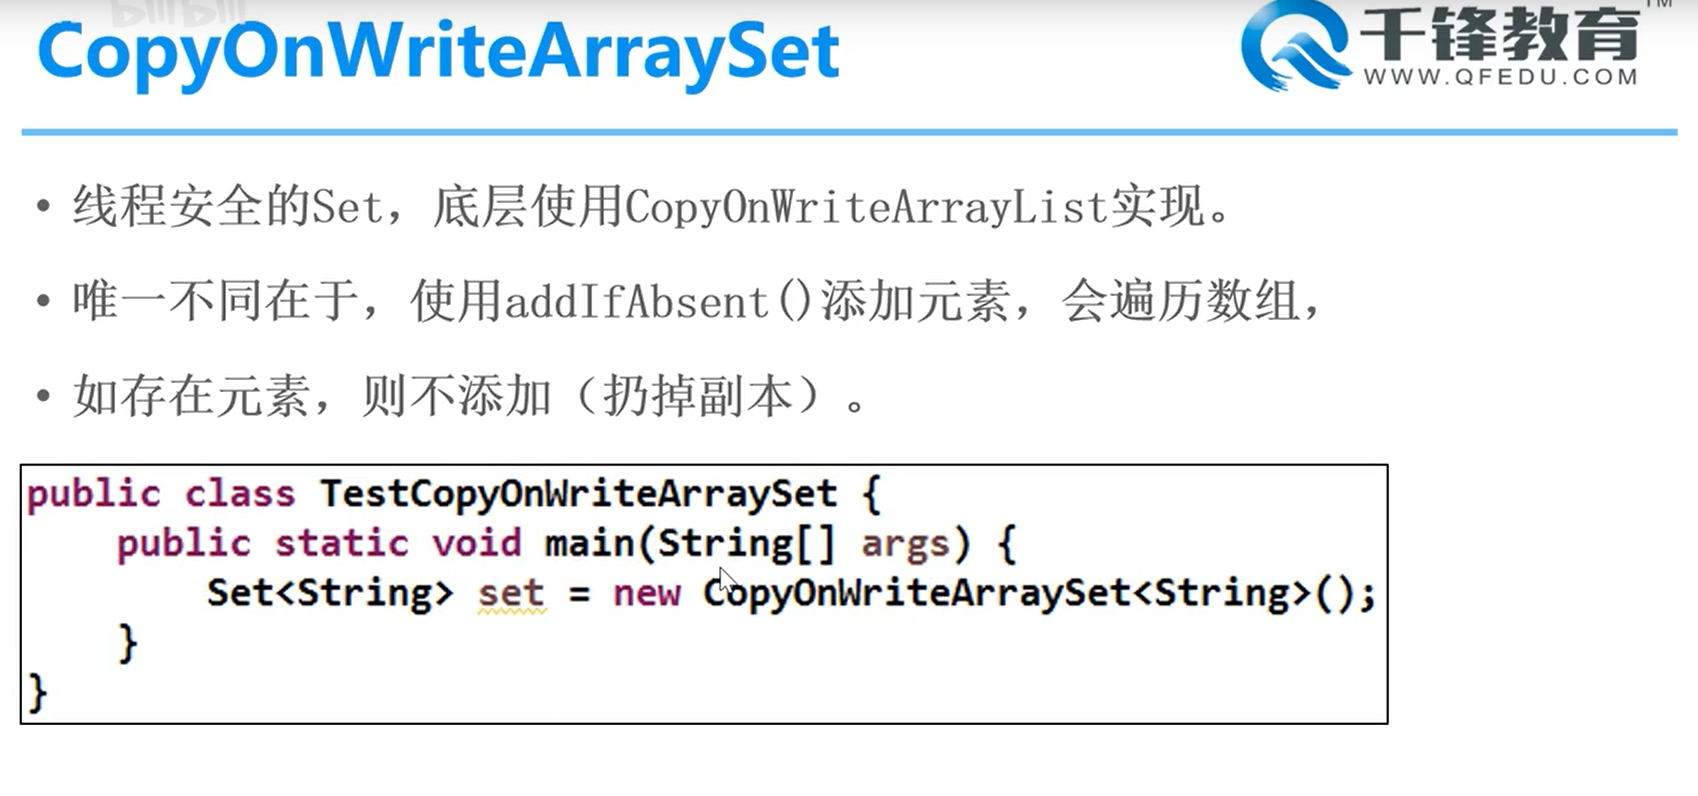 bilibili
CopyOnWriteArraySet
千锋教育
TM
WWW.QFEDU.COM
• 线程安全的Set，底层使用CopyOnWriteArrayList实现。
• 唯一不同在于，使用addIfAbsent()添加元素，会遍历数组，
• 如存在元素，则不添加（扔掉副本）。
public class TestCopyOnWriteArraySet {
public static void main(String[] args) {
Set<String> set = new CopyOnWriteArraySet<String>();
}
}